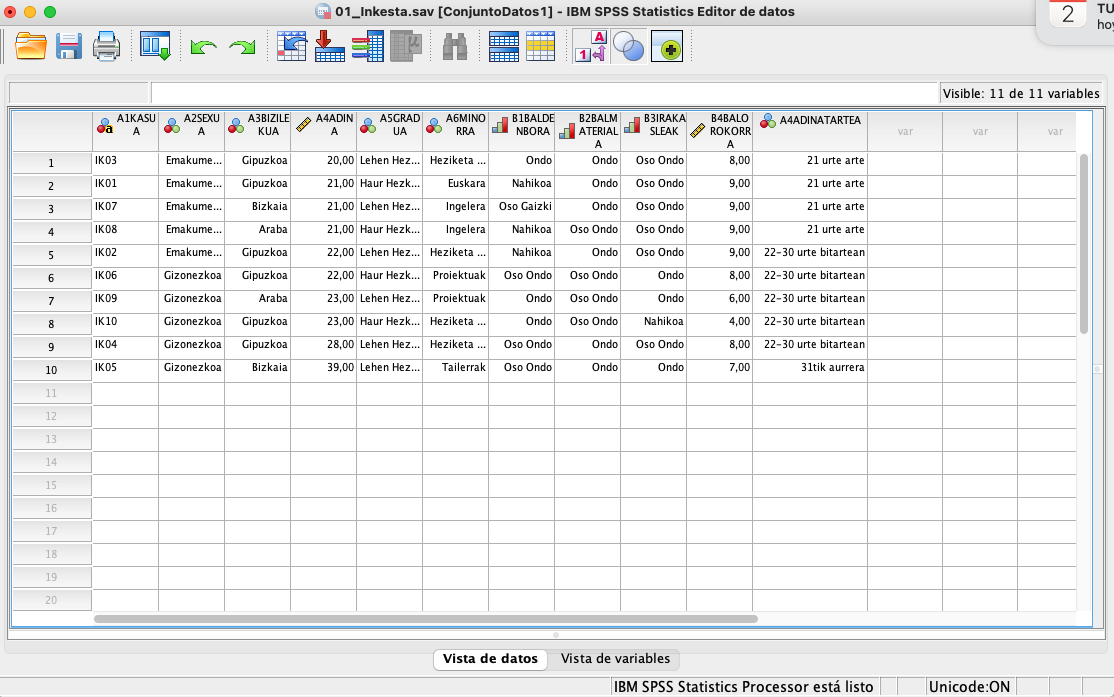 01_Inkesta.sav [ConjuntoDatos1] - IBM SPSS Statistics Editor de datos
2
TU
hoy
Visible: 11 de 11 variables
A1KASUA A2SEXUA A3BIZILEKUA A4ADINA A5GRADUA A6MINORRA B1BALDENBORA B2BALMATERIALA B3IRAKASLEAK B4BALOROKORRA A4ADINATARTEA var var var
1 IK03 Emakume... Gipuzkoa 20,00 Lehen Hez... Heziketa ... Ondo Ondo Oso Ondo 8,00 21 urte arte
2 IK01 Emakume... Gipuzkoa 21,00 Haur Hezk... Euskara Nahikoa Ondo Oso Ondo 9,00 21 urte arte
3 IK07 Emakume... Bizkaia 21,00 Lehen Hez... Ingelera Oso Gaizki Ondo Oso Ondo 9,00 21 urte arte
4 IK08 Emakume... Araba 21,00 Haur Hezk... Ingelera Nahikoa Oso Ondo Oso Ondo 9,00 21 urte arte
5 IK02 Emakume... Gipuzkoa 22,00 Lehen Hez... Heziketa ... Nahikoa Ondo Oso Ondo 9,00 22-30 urte bitartean
6 IK06 Gizonezkoa Gipuzkoa 22,00 Haur Hezk... Proiektuak Oso Ondo Oso Ondo Ondo 8,00 22-30 urte bitartean
7 IK09 Gizonezkoa Araba 23,00 Lehen Hez... Proiektuak Ondo Oso Ondo Ondo 6,00 22-30 urte bitartean
8 IK10 Gizonezkoa Gipuzkoa 23,00 Haur Hezk... Heziketa ... Ondo Oso Ondo Nahikoa 4,00 22-30 urte bitartean
9 IK04 Gizonezkoa Gipuzkoa 28,00 Lehen Hez... Heziketa ... Oso Ondo Ondo Oso Ondo 8,00 22-30 urte bitartean
10 IK05 Gizonezkoa Bizkaia 39,00 Lehen Hez... Tailerrak Oso Ondo Ondo Ondo 7,00 31tik aurrera
11
12
13
14
15
16
17
18
19
20
Vista de datos Vista de variables
IBM SPSS Statistics Processor está listo Unicode:ON